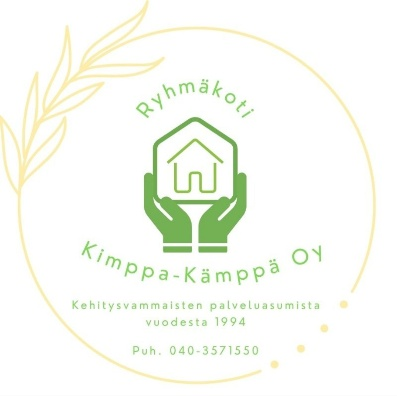 Ryhmäkoti
Kimppa-Kämppä Oy
Kehitysvammaisten palveluasumista
vuodesta 1994
Puh. 040-3571550